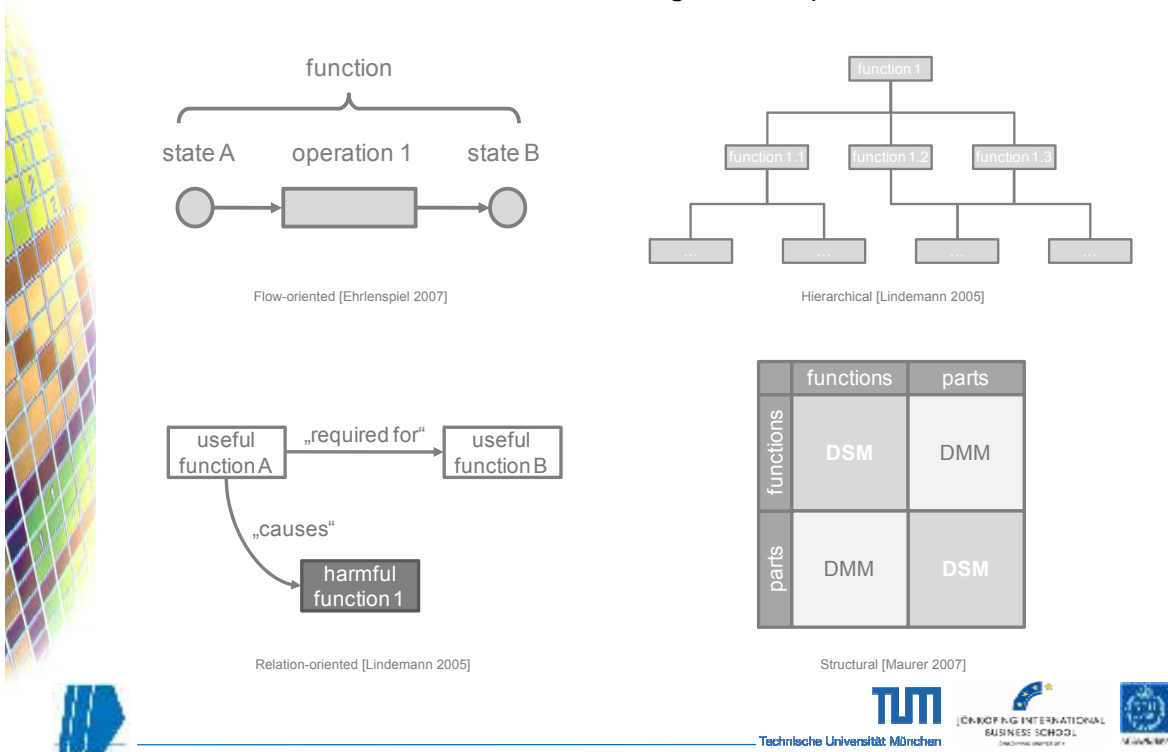 function
state A operation 1 state B
Flow-oriented [Ehrlenspiel 2007]
function 1
function 1.1 function 1.2 function 1.3
... ... ... ...
Hierarchical [Lindemann 2005]
useful
function A
„required for“
useful
function B
„causes“
harmful
function 1
Relation-oriented [Lindemann 2005]
functions parts
functions
DSM DMM
parts
DMM DSM
Structural [Maurer 2007]
TUM
Technische Universität München
JÖNKÖPING INTERNATIONAL
BUSINESS SCHOOL